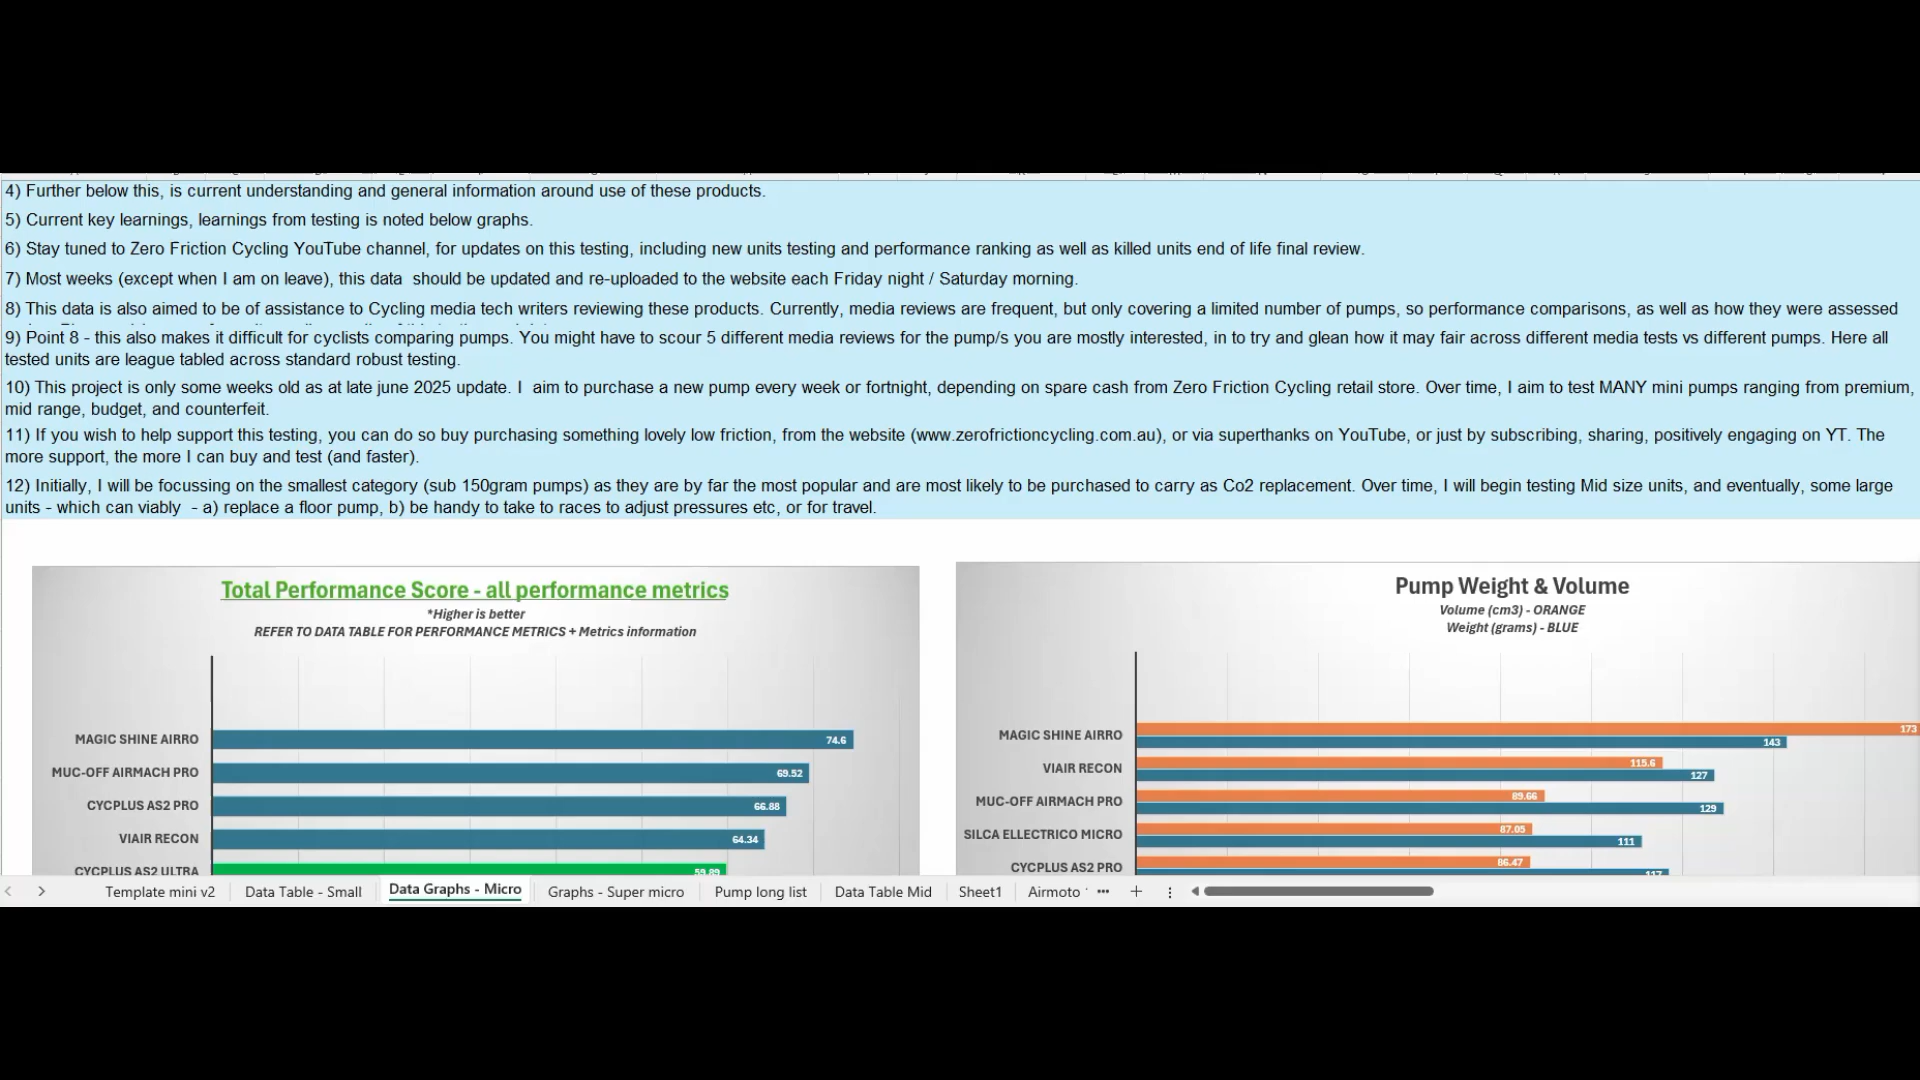 4) Further below this, is current understanding and general information around use of these products.
5) Current key learnings, learnings from testing is noted below graphs.
6) Stay tuned to Zero Friction Cycling YouTube channel, for updates on this testing, including new units testing and performance ranking as well as killed units end of life final review.
7) Most weeks (except when I am on leave), this data  should be updated and re-uploaded to the website each Friday night / Saturday morning.
8) This data is also aimed to be of assistance to Cycling media tech writers reviewing these products. Currently, media reviews are frequent, but only covering a limited number of pumps, so performance comparisons, as well as how they were assessed
9) Point 8 - this also makes it difficult for cyclists comparing pumps. You might have to scour 5 different media reviews for the pump/s you are mostly interested, in to try and glean how it may fair across different media tests vs different pumps. Here all
tested units are league tabled across standard robust testing.
10) This project is only some weeks old as at late june 2025 update. I  aim to purchase a new pump every week or fortnight, depending on spare cash from Zero Friction Cycling retail store. Over time, I aim to test MANY mini pumps ranging from premium,
mid range, budget, and counterfeit.
11) If you wish to help support this testing, you can do so buy purchasing something lovely low friction, from the website (www.zerofrictioncycling.com.au), or via superthanks on YouTube, or just by subscribing, sharing, positively engaging on YT. The
more support, the more I can buy and test (and faster).
12) Initially, I will be focussing on the smallest category (sub 150gram pumps) as they are by far the most popular and are most likely to be purchased to carry as Co2 replacement. Over time, I will begin testing Mid size units, and eventually, some large
units - which can viably  - a) replace a floor pump, b) be handy to take to races to adjust pressures etc, or for travel.
Total Performance Score - all performance metrics
*Higher is better
REFER TO DATA TABLE FOR PERFORMANCE METRICS + Metrics information
MAGIC SHINE AIRRO 74.6
MUC-OFF AIRMACH PRO 69.52
CYCPLUS AS2 PRO 66.88
VIAIR RECON 64.34
CYCPLUS AS2 ULTRA 59.89
Pump Weight & Volume
Volume (cm3) - ORANGE
Weight (grams) - BLUE
MAGIC SHINE AIRRO 173
143
VIAIR RECON 115.6
127
MUC-OFF AIRMACH PRO 89.66
129
SILCA ELLECTRICO MICRO 87.05
111
CYCPLUS AS2 PRO 86.47
117
Template mini v2 Data Table - Small Data Graphs - Micro Graphs - Super micro Pump long list Data Table Mid Sheet1 Airmoto